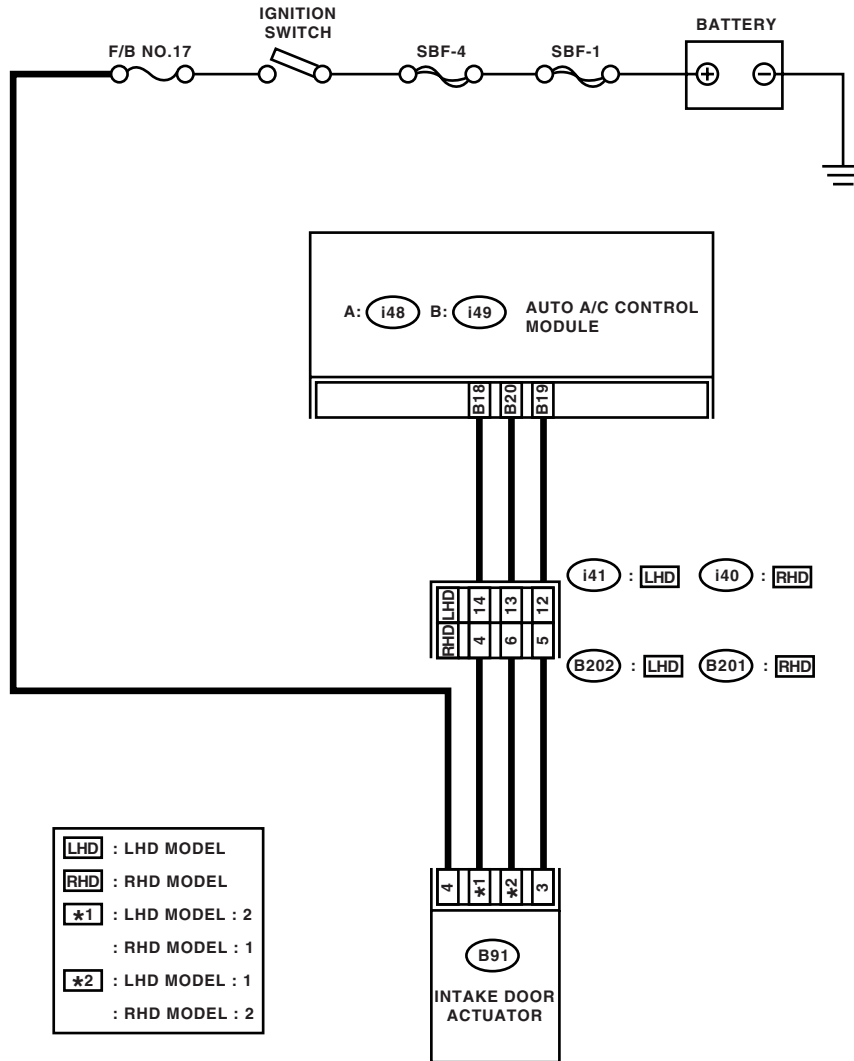 IGNITION
SWITCH
BATTERY
F/B NO.17
SBF-4
SBF-1
A: i48 B: i49 AUTO A/C CONTROL
MODULE
B18
B20
B19
i41 : LHD i40 : RHD
LHD 14 13 12
RHD 4 6 5
B202 : LHD B201 : RHD
LHD : LHD MODEL
RHD : RHD MODEL
*1 : LHD MODEL : 2
: RHD MODEL : 1
*2 : LHD MODEL : 1
: RHD MODEL : 2
4 *1 *2 3
B91
INTAKE DOOR
ACTUATOR